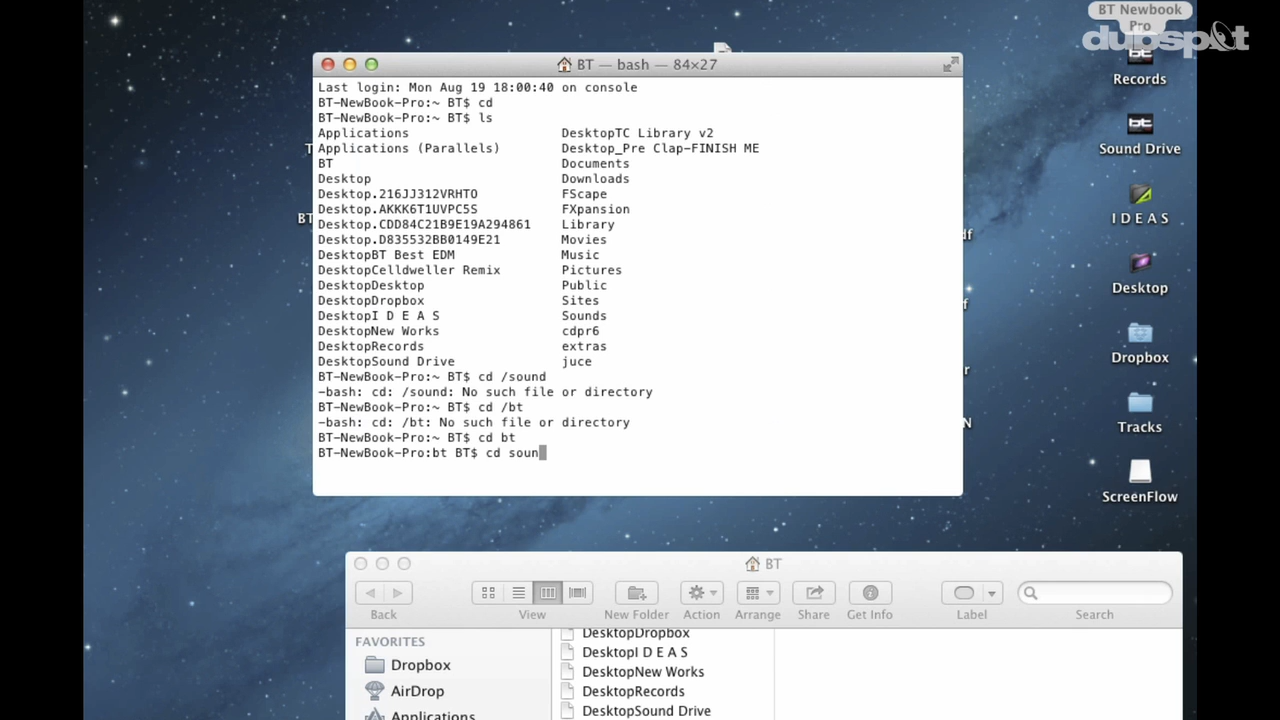 BT Newbook
Pro
dubspot
BT — bash — 84×27
Last login: Mon Aug 19 18:00:40 on console
BT-NewBook-Pro:~ BT$ cd
BT-NewBook-Pro:~ BT$ ls
Applications DesktopTC Library v2
Applications (Parallels) Desktop_Pre Clap-FINISH ME
BT Documents
Desktop Downloads
Desktop.216JJ312VRHTO FScape
Desktop.AKKK6T1UVPC5S FXpansion
Desktop.CDD84C21B9E19A294861 Library
Desktop.D835532BB0149E21 Movies
DesktopBT Best EDM Music
DesktopCelldweller Remix Pictures
DesktopDesktop Public
DesktopDropbox Sites
DesktopI D E A S Sounds
DesktopNew Works cdpr6
DesktopRecords extras
DesktopSound Drive juce
BT-NewBook-Pro:~ BT$ cd /sound
-bash: cd: /sound: No such file or directory
BT-NewBook-Pro:~ BT$ cd /bt
-bash: cd: /bt: No such file or directory
BT-NewBook-Pro:~ BT$ cd bt
BT-NewBook-Pro:bt BT$ cd soun
bt
Records
bt
Sound Drive
I D E A S
Desktop
Dropbox
Tracks
ScreenFlow
BT
Back View New Folder Action Arrange Share Get Info Label Search
FAVORITES
Dropbox
AirDrop
Applications
DesktopDropbox
DesktopI D E A S
DesktopNew Works
DesktopRecords
DesktopSound Drive